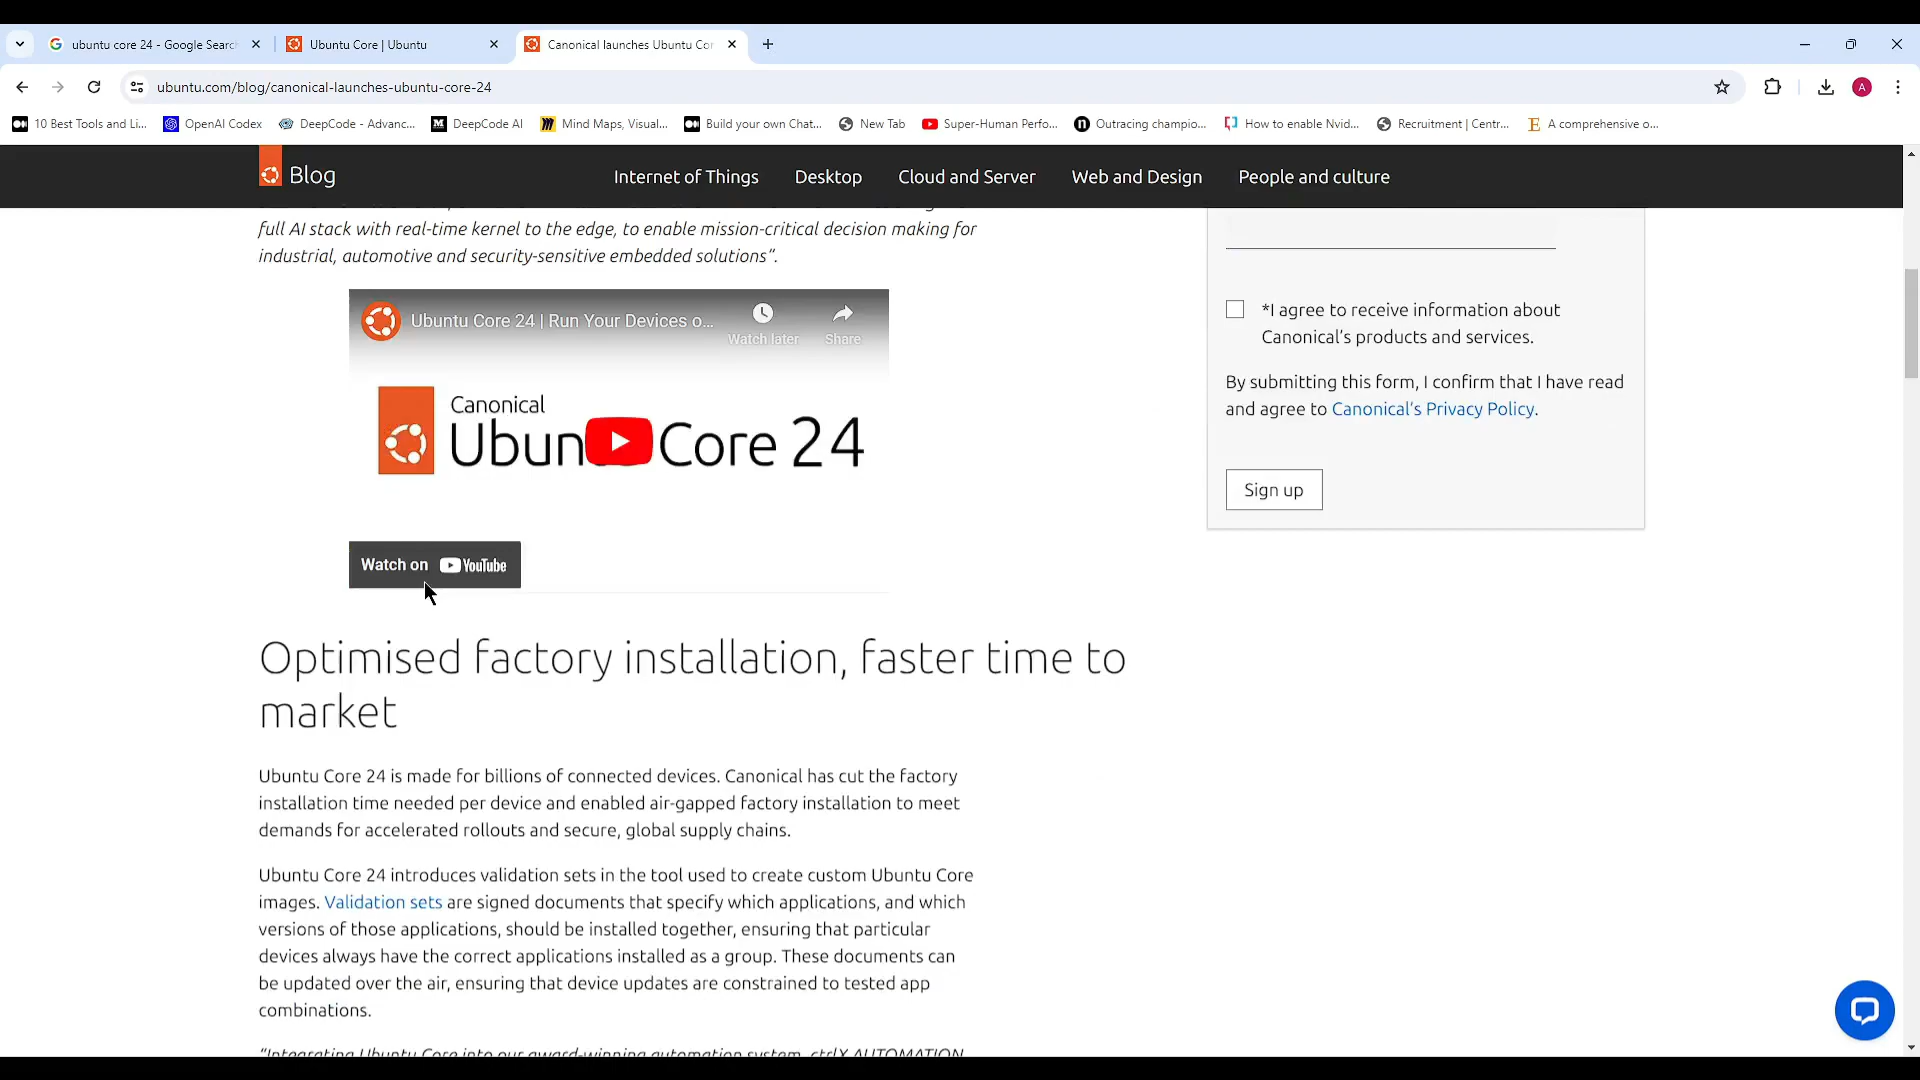 ubuntu core 24 - Google Search
Ubuntu Core | Ubuntu
Canonical launches Ubuntu Cor
ubuntu.com/blog/canonical-launches-ubuntu-core-24
A
10 Best Tools and Li...
OpenAI Codex
DeepCode - Advanc...
DeepCode AI
Mind Maps, Visual...
Build your own Chat...
New Tab
Super-Human Perfo...
Outracing champio...
How to enable Nvid...
Recruitment | Centr...
A comprehensive o...
Blog
Internet of Things
Desktop
Cloud and Server
Web and Design
People and culture
full AI stack with real-time kernel to the edge, to enable mission-critical decision making for
industrial, automotive and security-sensitive embedded solutions”.
Ubuntu Core 24 | Run Your Devices o...
Watch later
Share
Canonical
Ubun Core 24
Watch on YouTube
*I agree to receive information about
Canonical’s products and services.
By submitting this form, I confirm that I have read
and agree to Canonical’s Privacy Policy.
Sign up
Optimised factory installation, faster time to
market
Ubuntu Core 24 is made for billions of connected devices. Canonical has cut the factory
installation time needed per device and enabled air-gapped factory installation to meet
demands for accelerated rollouts and secure, global supply chains.
Ubuntu Core 24 introduces validation sets in the tool used to create custom Ubuntu Core
images. Validation sets are signed documents that specify which applications, and which
versions of those applications, should be installed together, ensuring that particular
devices always have the correct applications installed as a group. These documents can
be updated over the air, ensuring that device updates are constrained to tested app
combinations.
“Integrating Ubuntu Core into our award-winning automation system, ctrlX AUTOMATION